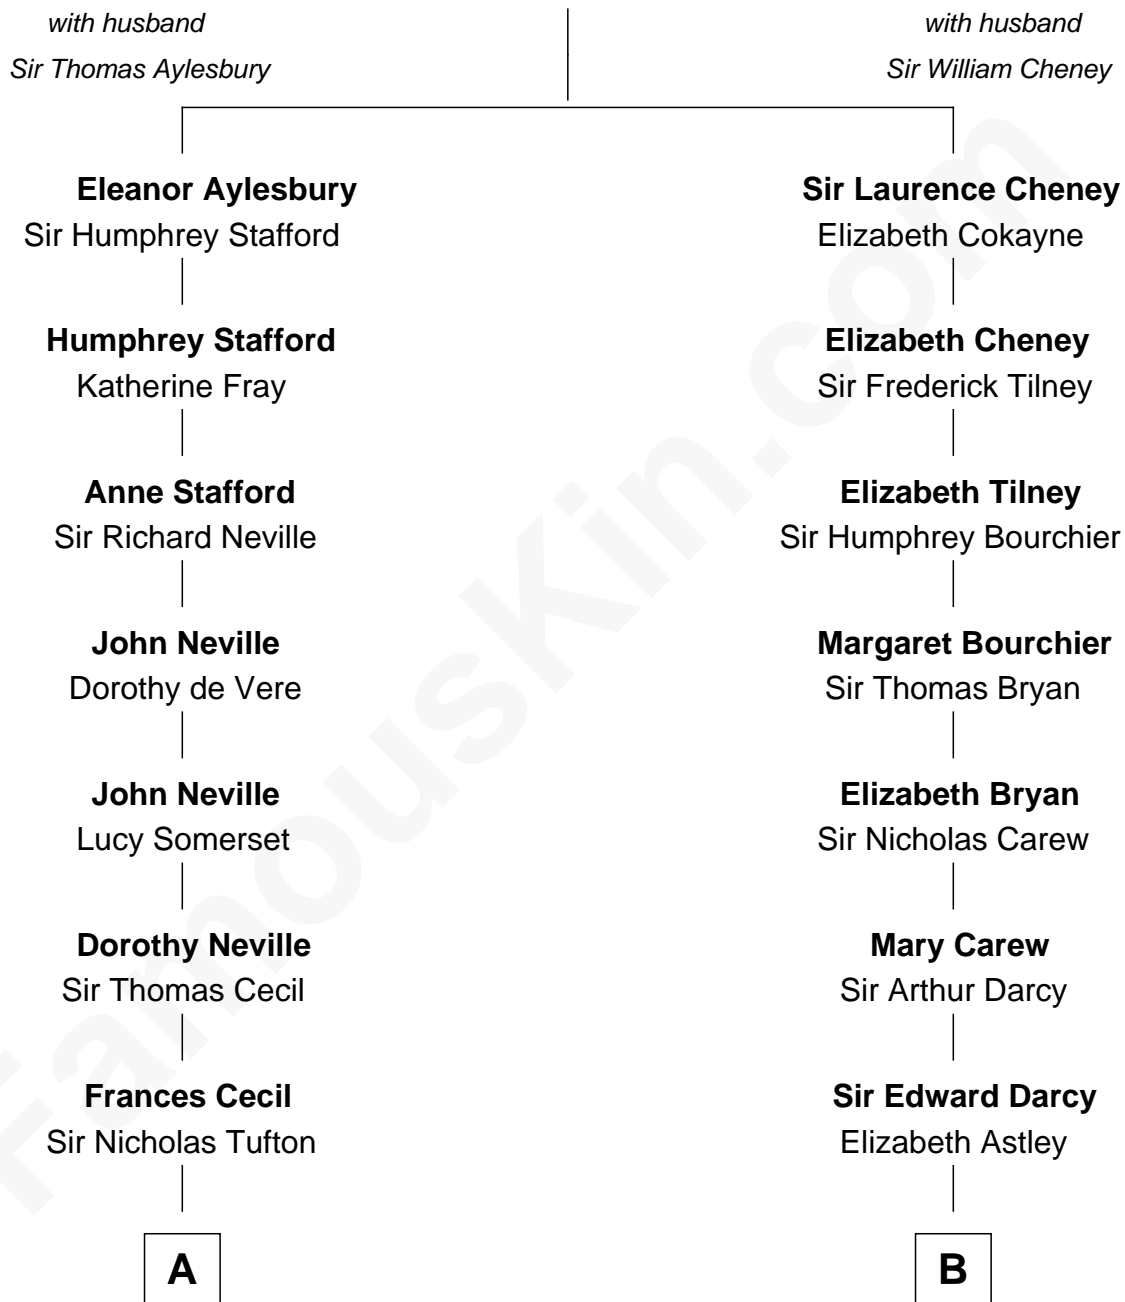 with husband
Sir Thomas Aylesbury
with husband
Sir William Cheney
Eleanor Aylesbury
Sir Humphrey Stafford
Sir Laurence Cheney
Elizabeth Cokayne
Humphrey Stafford
Katherine Fray
Elizabeth Cheney
Sir Frederick Tilney
Anne Stafford
Sir Richard Neville
Elizabeth Tilney
Sir Humphrey Bourchier
John Neville
Dorothy de Vere
Margaret Bourchier
Sir Thomas Bryan
John Neville
Lucy Somerset
Elizabeth Bryan
Sir Nicholas Carew
Dorothy Neville
Sir Thomas Cecil
Mary Carew
Sir Arthur Darcy
Frances Cecil
Sir Nicholas Tufton
Sir Edward Darcy
Elizabeth Astley
A
B
FamousKin.com